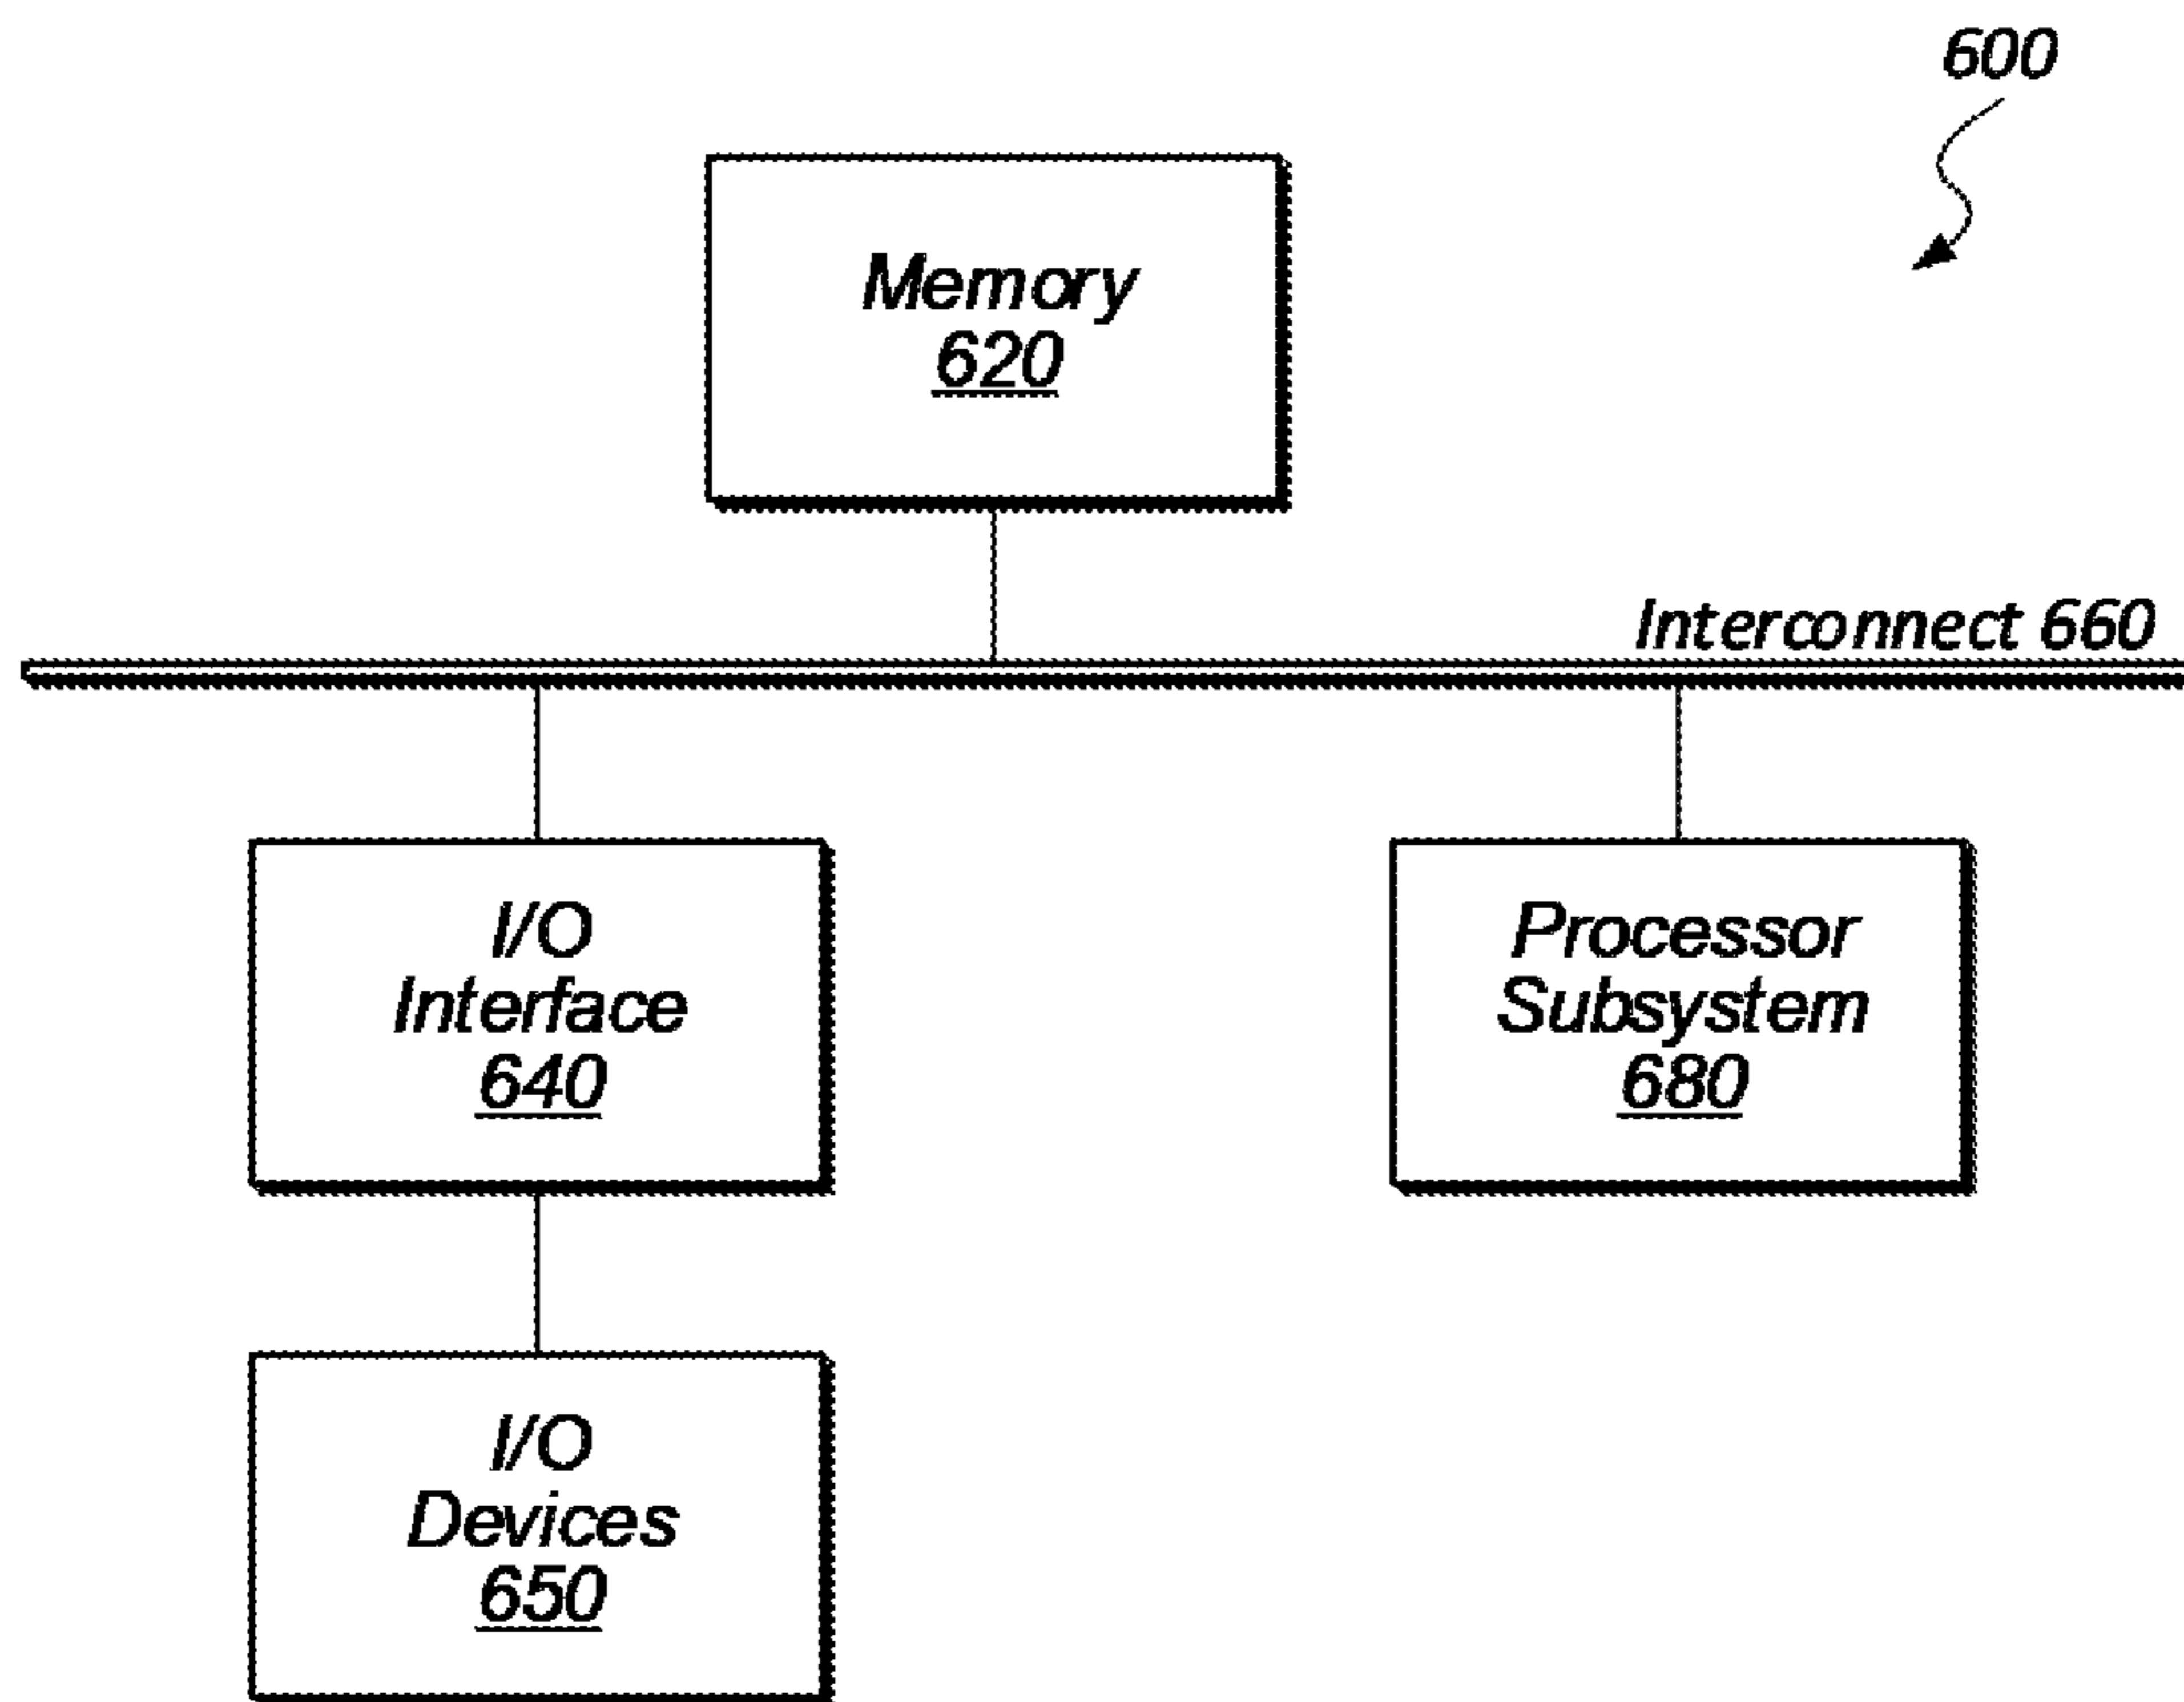 600
Memory
620
Interconnect 660
I/O
Interface
640
Processor
Subsystem
680
I/O
Devices
650